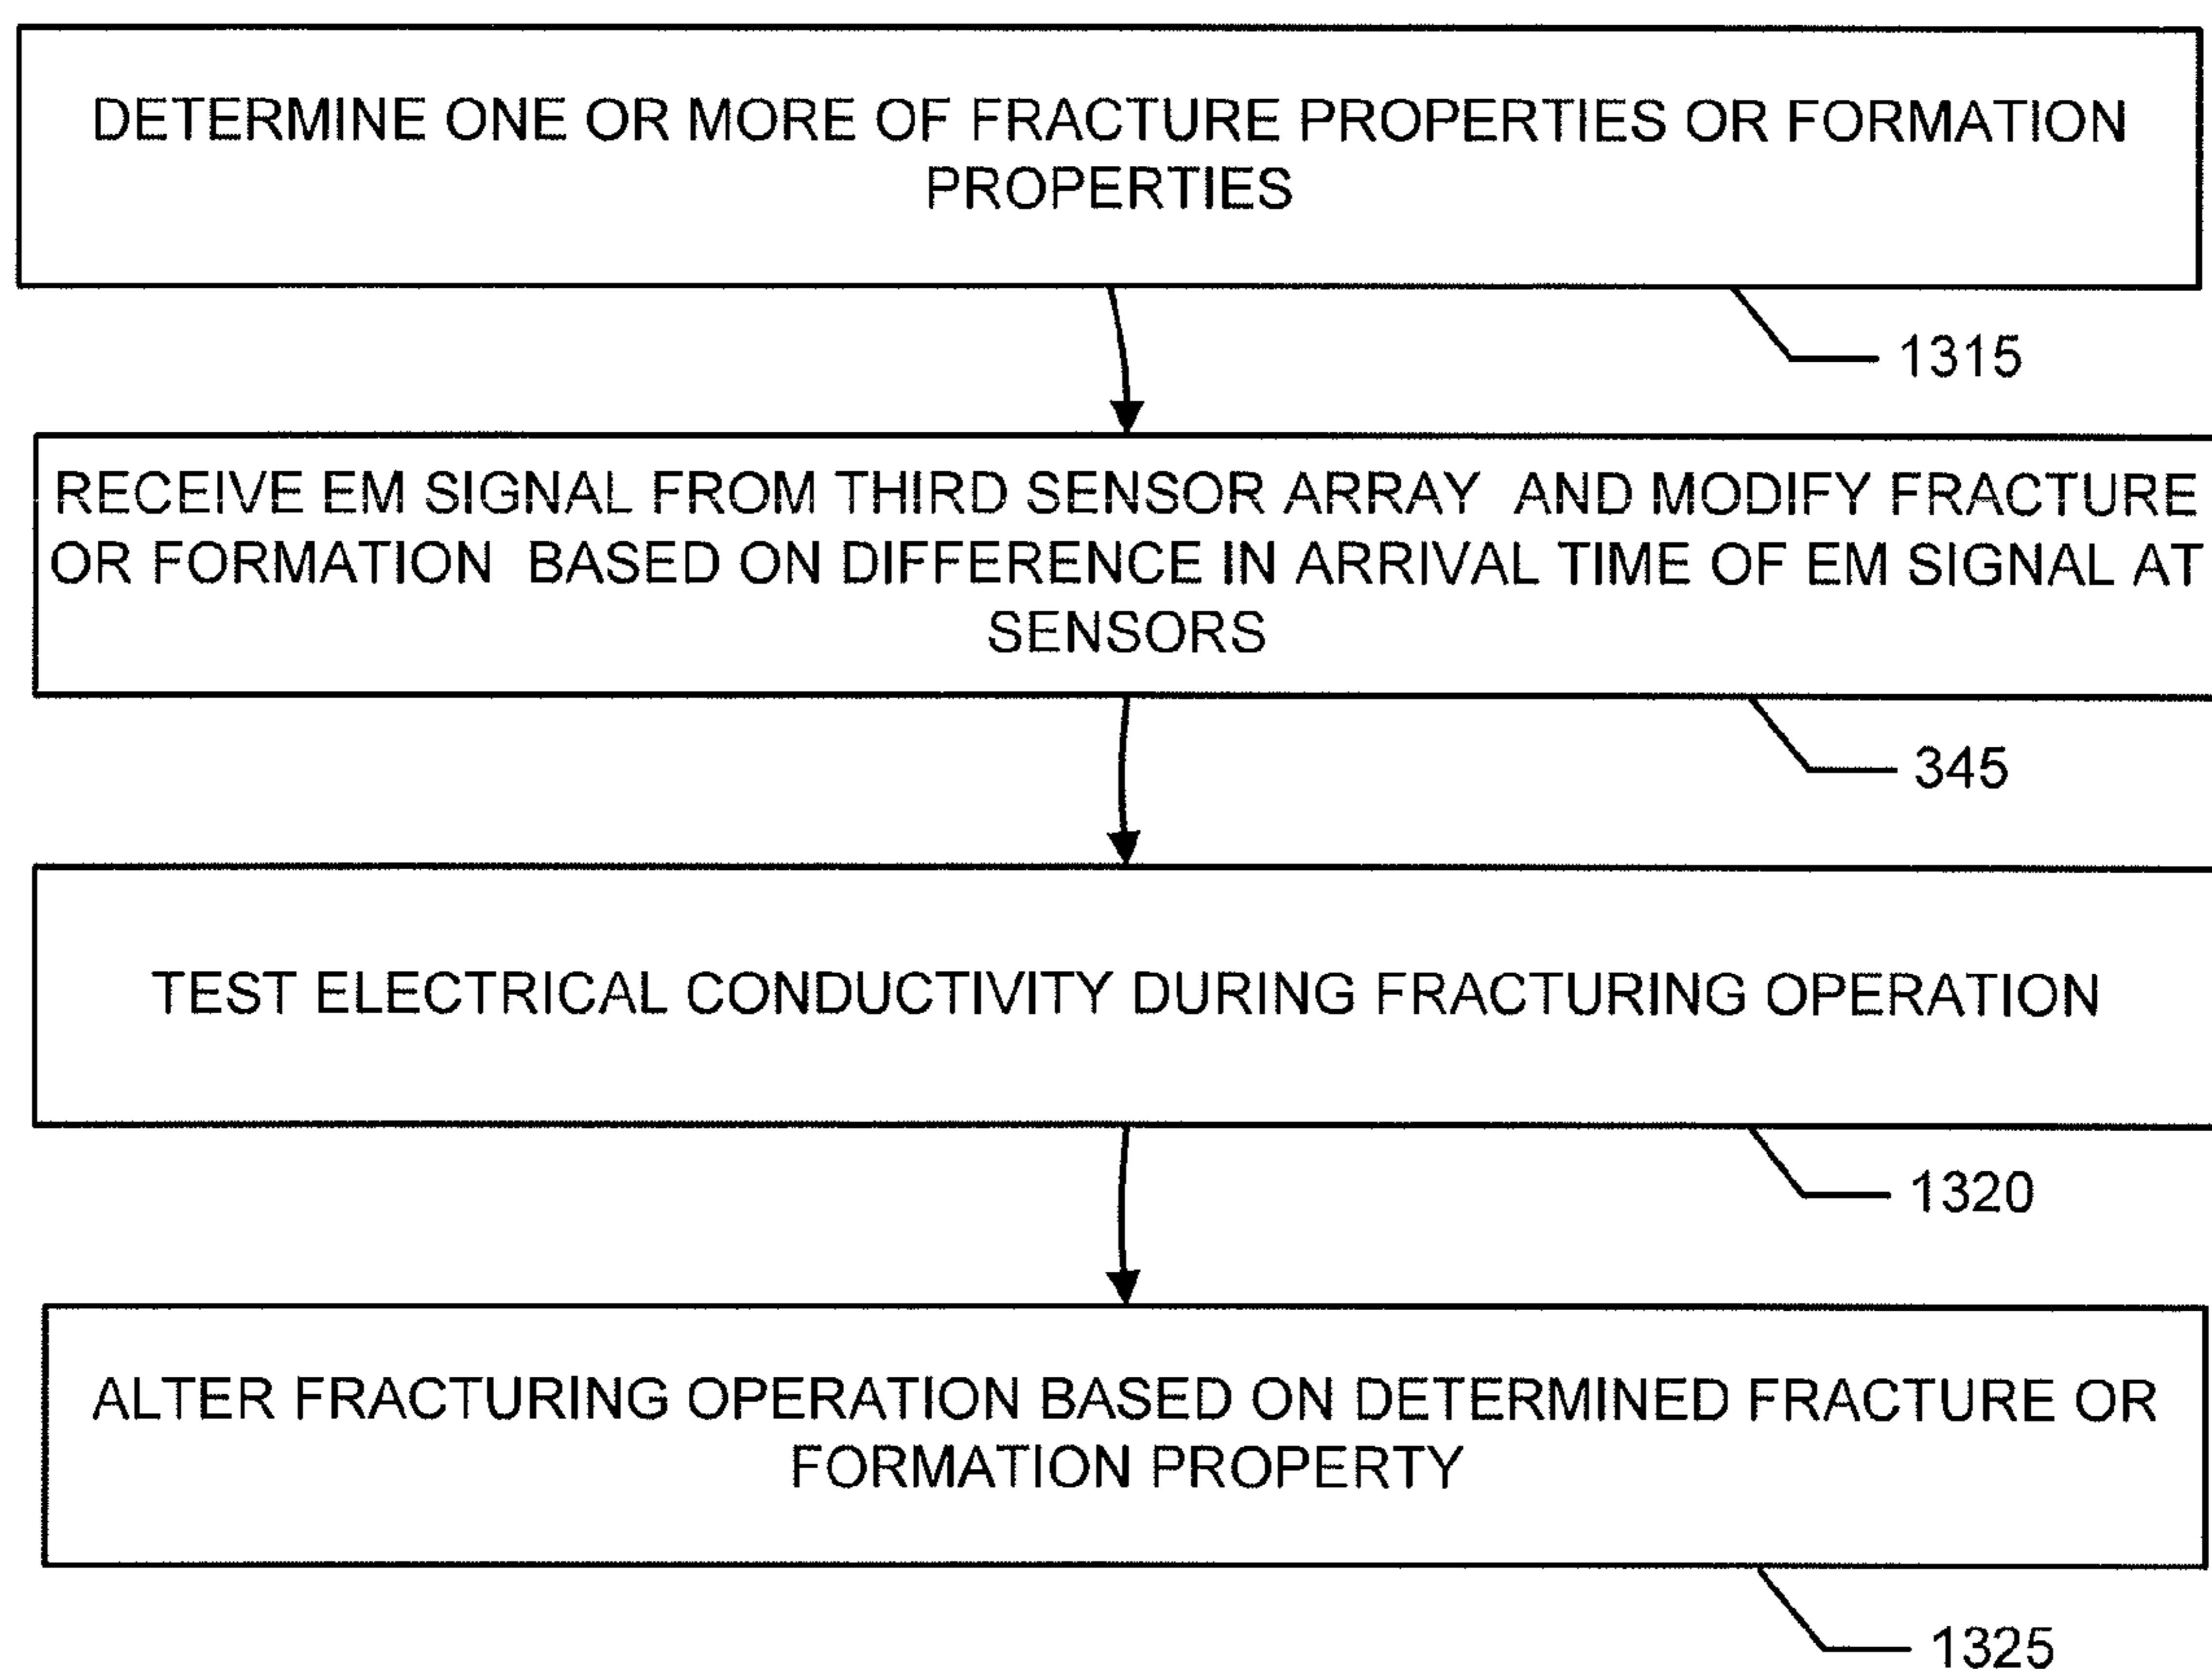 DETERMINE ONE OR MORE OF FRACTURE PROPERTIES OR FORMATION
PROPERTIES
1315
RECEIVE EM SIGNAL FROM THIRD SENSOR ARRAY AND MODIFY FRACTURE
OR FORMATION BASED ON DIFFERENCE IN ARRIVAL TIME OF EM SIGNAL AT
SENSORS
345
TEST ELECTRICAL CONDUCTIVITY DURING FRACTURING OPERATION
1320
ALTER FRACTURING OPERATION BASED ON DETERMINED FRACTURE OR
FORMATION PROPERTY
1325